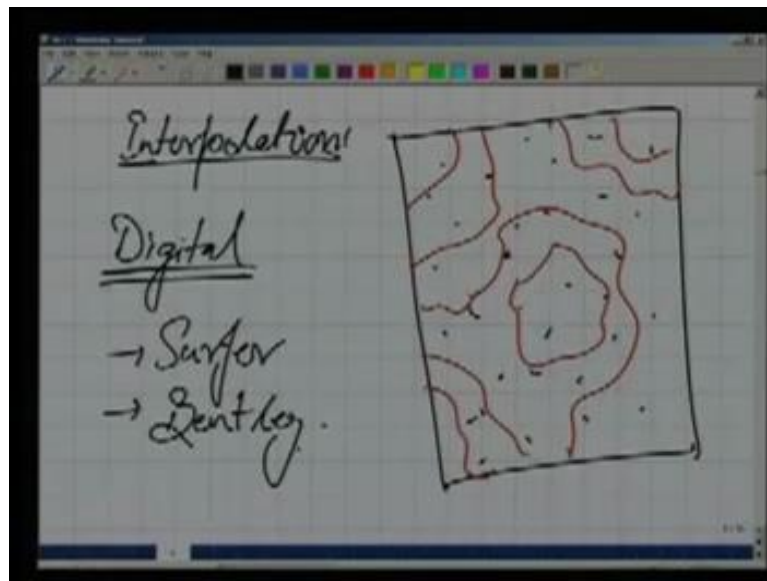 Interpolation
Digital
→ Surfer
→ Bentley.